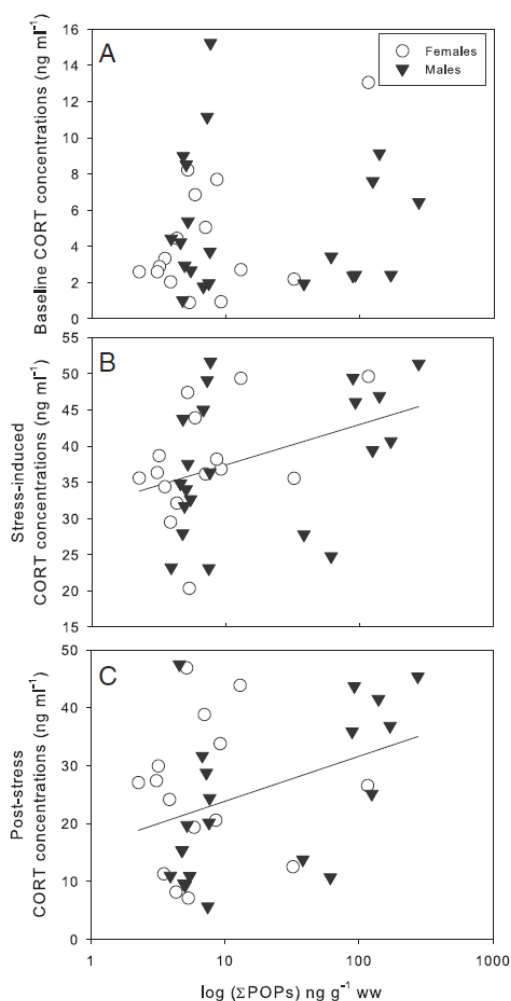 A
Females
Males
Baseline CORT concentrations (ng ml⁻¹)
16
14
12
10
8
6
4
2
0
B
Stress-induced
CORT concentrations (ng ml⁻¹)
55
50
45
40
35
30
25
20
15
C
Post-stress
CORT concentrations (ng ml⁻¹)
50
40
30
20
10
0
1 10 100 1000
log (ΣPOPs) ng g⁻¹ ww